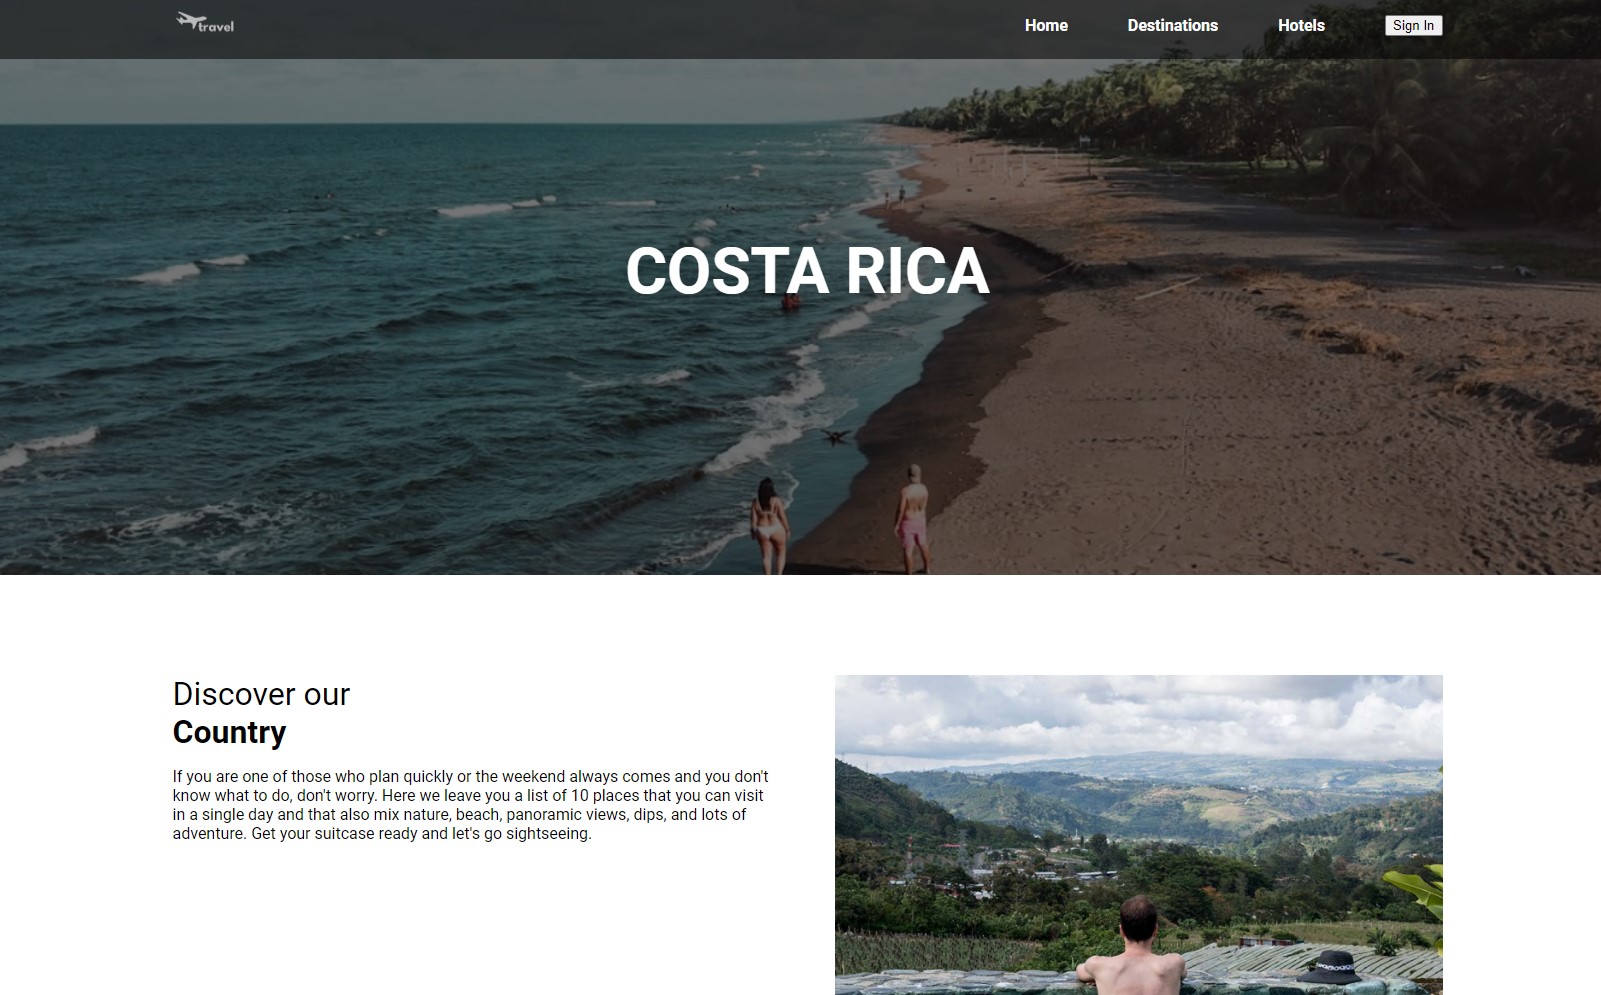 travel
Home Destinations Hotels Sign In
COSTA RICA
Discover our
Country
If you are one of those who plan quickly or the weekend always comes and you don't
know what to do, don't worry. Here we leave you a list of 10 places that you can visit
in a single day and that also mix nature, beach, panoramic views, dips, and lots of
adventure. Get your suitcase ready and let's go sightseeing.